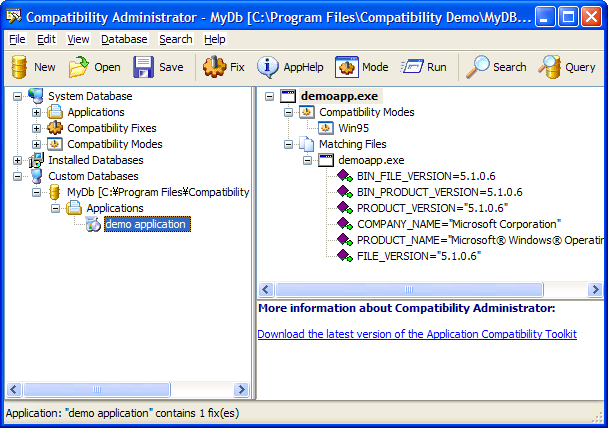 Compatibility Administrator - MyDb [C:\Program Files\Compatibility Demo\MyDB...
File Edit View Database Search Help
New Open Save Fix AppHelp Mode Run Search Query
System Database
Applications
Compatibility Fixes
Compatibility Modes
Installed Databases
Custom Databases
MyDb [C:¥Program Files¥Compatibility
Applications
demo application
demoapp.exe
Compatibility Modes
Win95
Matching Files
demoapp.exe
BIN_FILE_VERSION=5.1.0.6
BIN_PRODUCT_VERSION=5.1.0.6
PRODUCT_VERSION="5.1.0.6"
COMPANY_NAME="Microsoft Corporation"
PRODUCT_NAME="Microsoft® Windows® Operatin
FILE_VERSION="5.1.0.6"
More information about Compatibility Administrator:
Download the latest version of the Application Compatibility Toolkit
Application: "demo application" contains 1 fix(es)